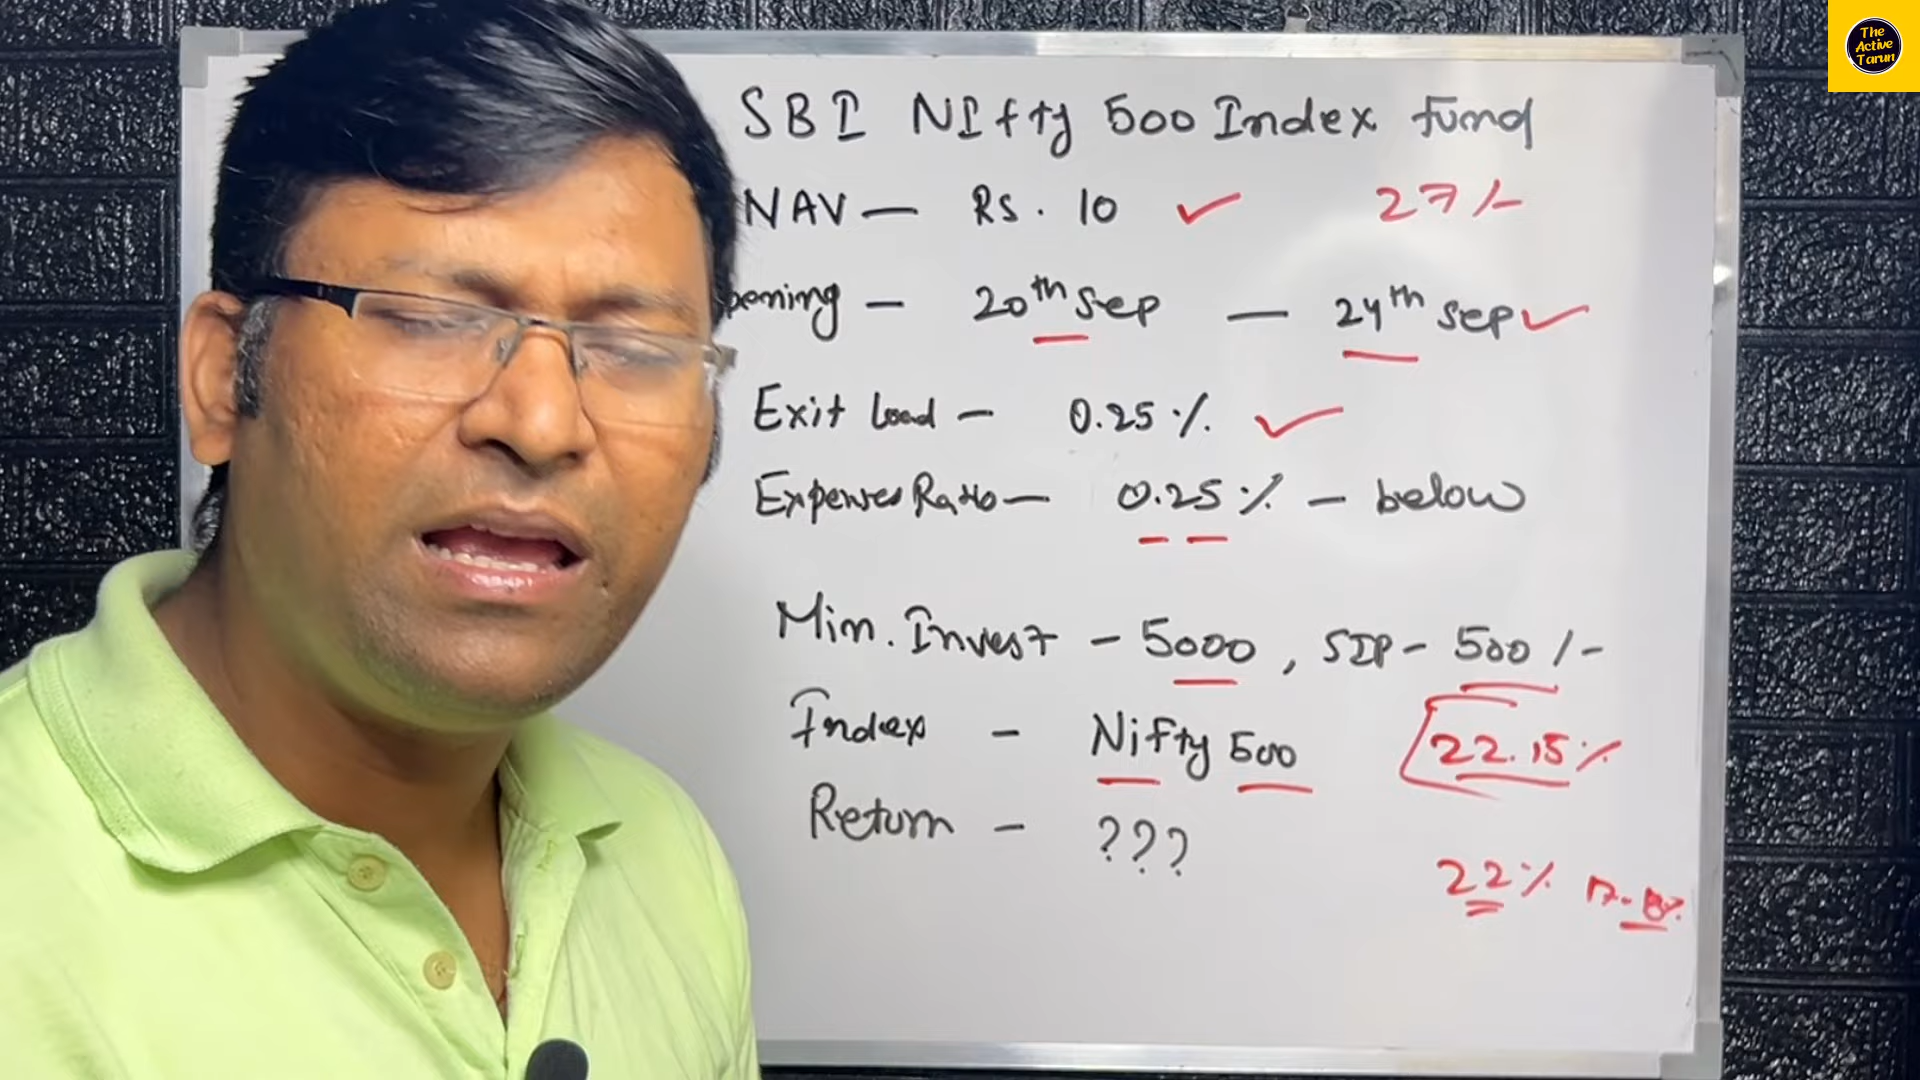 The
Active
Tarun
SBI NIfty 500 Index fund
NAV — RS. 10 27/-
pening — 20th Sep — 24th Sep
Exit Load — 0.25%
Expenses Ratio — 0.25% — below
Min. Invest - 5000, SIP - 500/-
Index - Nifty 500 22.15%
Return - ???
22%